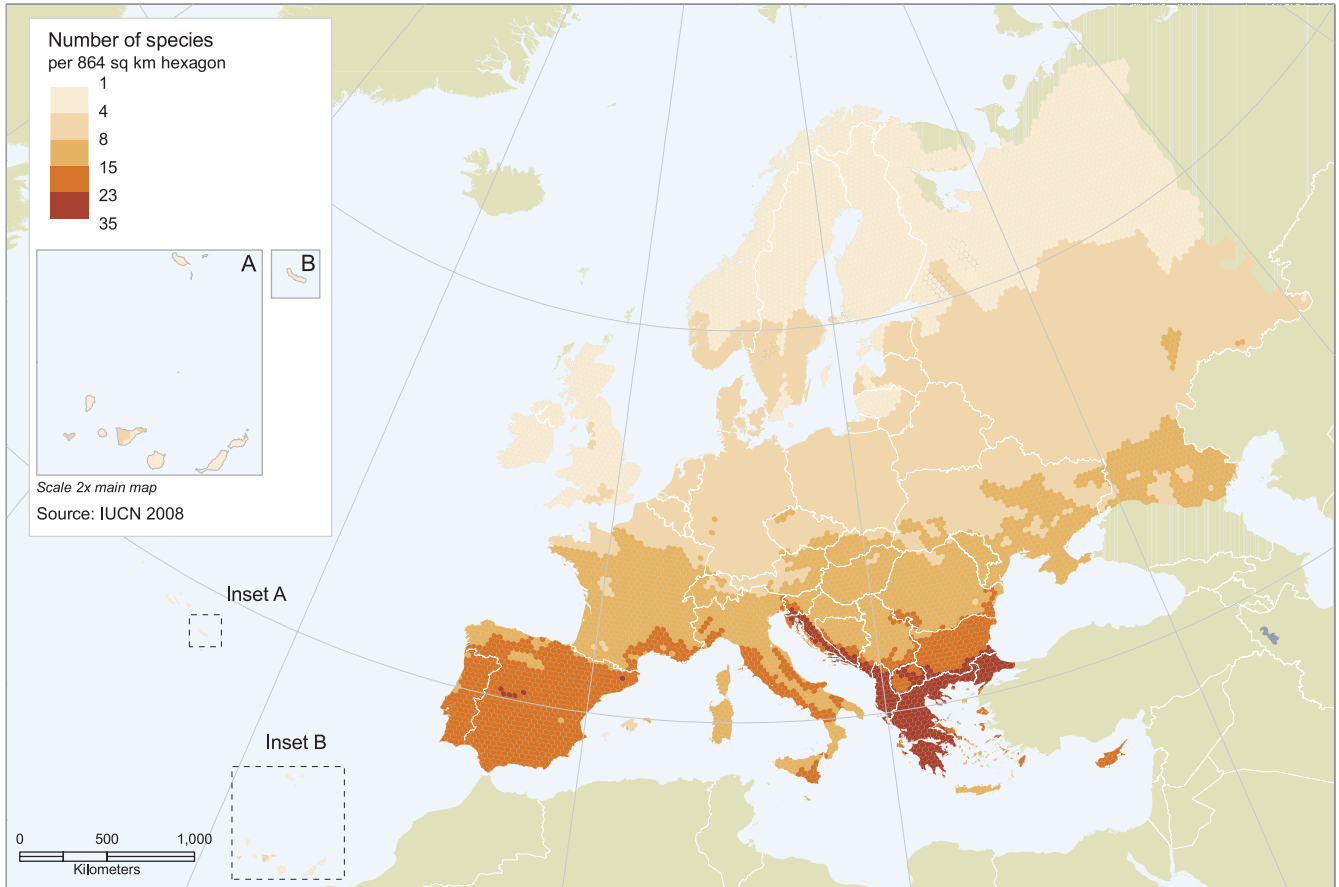 Number of species
per 864 sq km hexagon
1
4
8
15
23
35
A
B
Scale 2x main map
Source: IUCN 2008
Inset A
Inset B
0 500 1,000
Kilometers